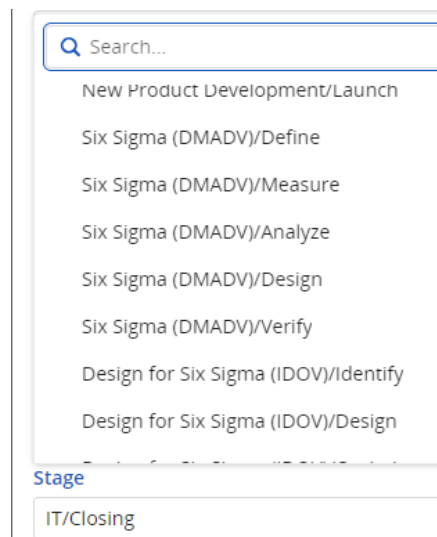 Search...
New Product Development/Launch
Six Sigma (DMADV)/Define
Six Sigma (DMADV)/Measure
Six Sigma (DMADV)/Analyze
Six Sigma (DMADV)/Design
Six Sigma (DMADV)/Verify
Design for Six Sigma (IDOV)/Identify
Design for Six Sigma (IDOV)/Design
Stage
IT/Closing